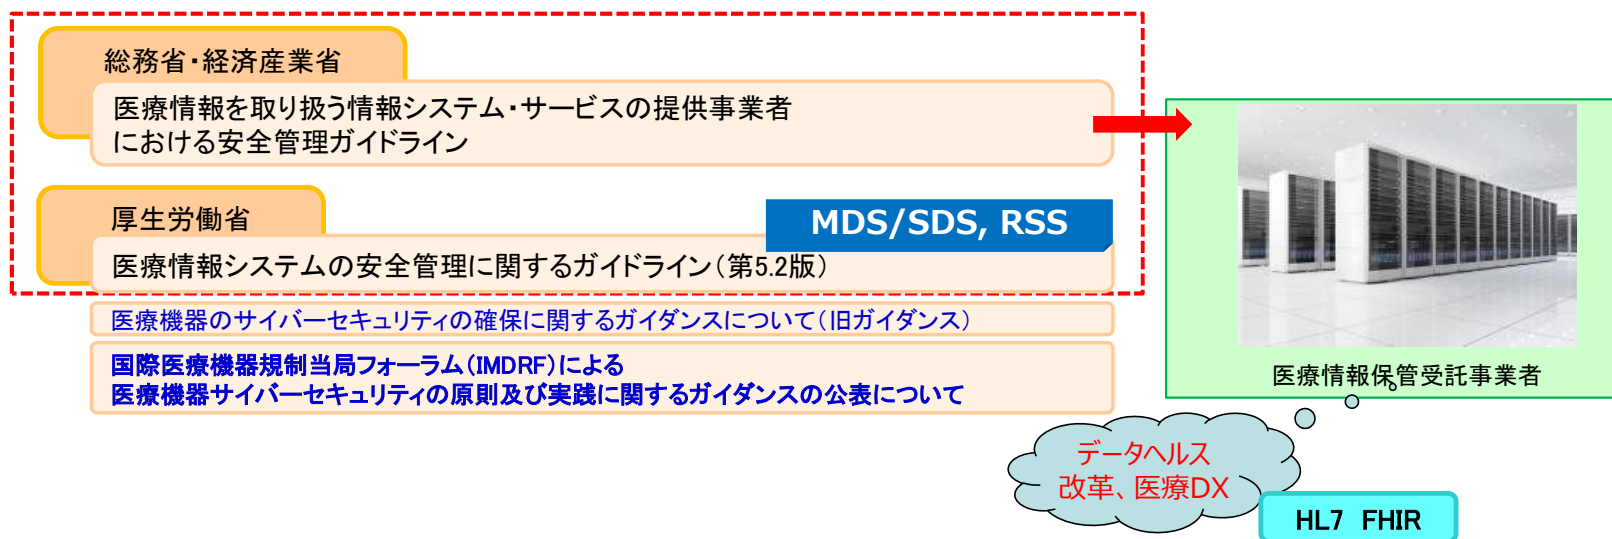 総務省・経済産業省
医療情報を取り扱う情報システム・サービスの提供事業者
における安全管理ガイドライン
厚生労働省
MDS/SDS, RSS
医療情報システムの安全管理に関するガイドライン（第5.2版）
医療機器のサイバーセキュリティの確保に関するガイダンスについて（旧ガイダンス）
国際医療機器規制当局フォーラム（IMDRF）による
医療機器サイバーセキュリティの原則及び実践に関するガイダンスの公表について
医療情報保管受託事業者
データヘルス
改革、医療DX
HL7 FHIR